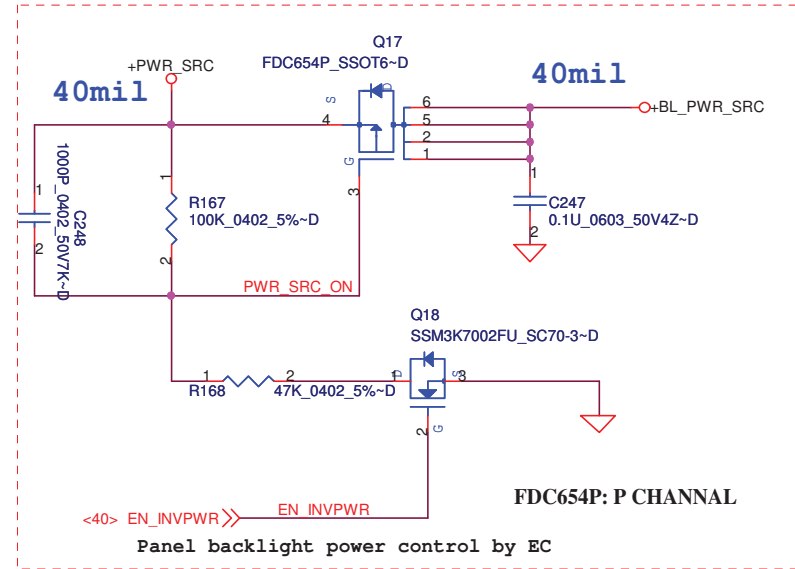 Q17
FDC654P_SSOT6~D
+PWR_SRC
40mil
40mil
S
D
4
6
5
2
1
+BL_PWR_SRC
G
3
1
R167
100K_0402_5%~D
2
1
C248
1000P_0402_50V7K~D
2
1
C247
0.1U_0603_50V4Z~D
2
PWR_SRC_ON
Q18
SSM3K7002FU_SC70-3~D
1
R168
2
47K_0402_5%~D
1
D
S
3
2
G
<40> EN_INVPWR
EN_INVPWR
FDC654P: P CHANNAL
Panel backlight power control by EC